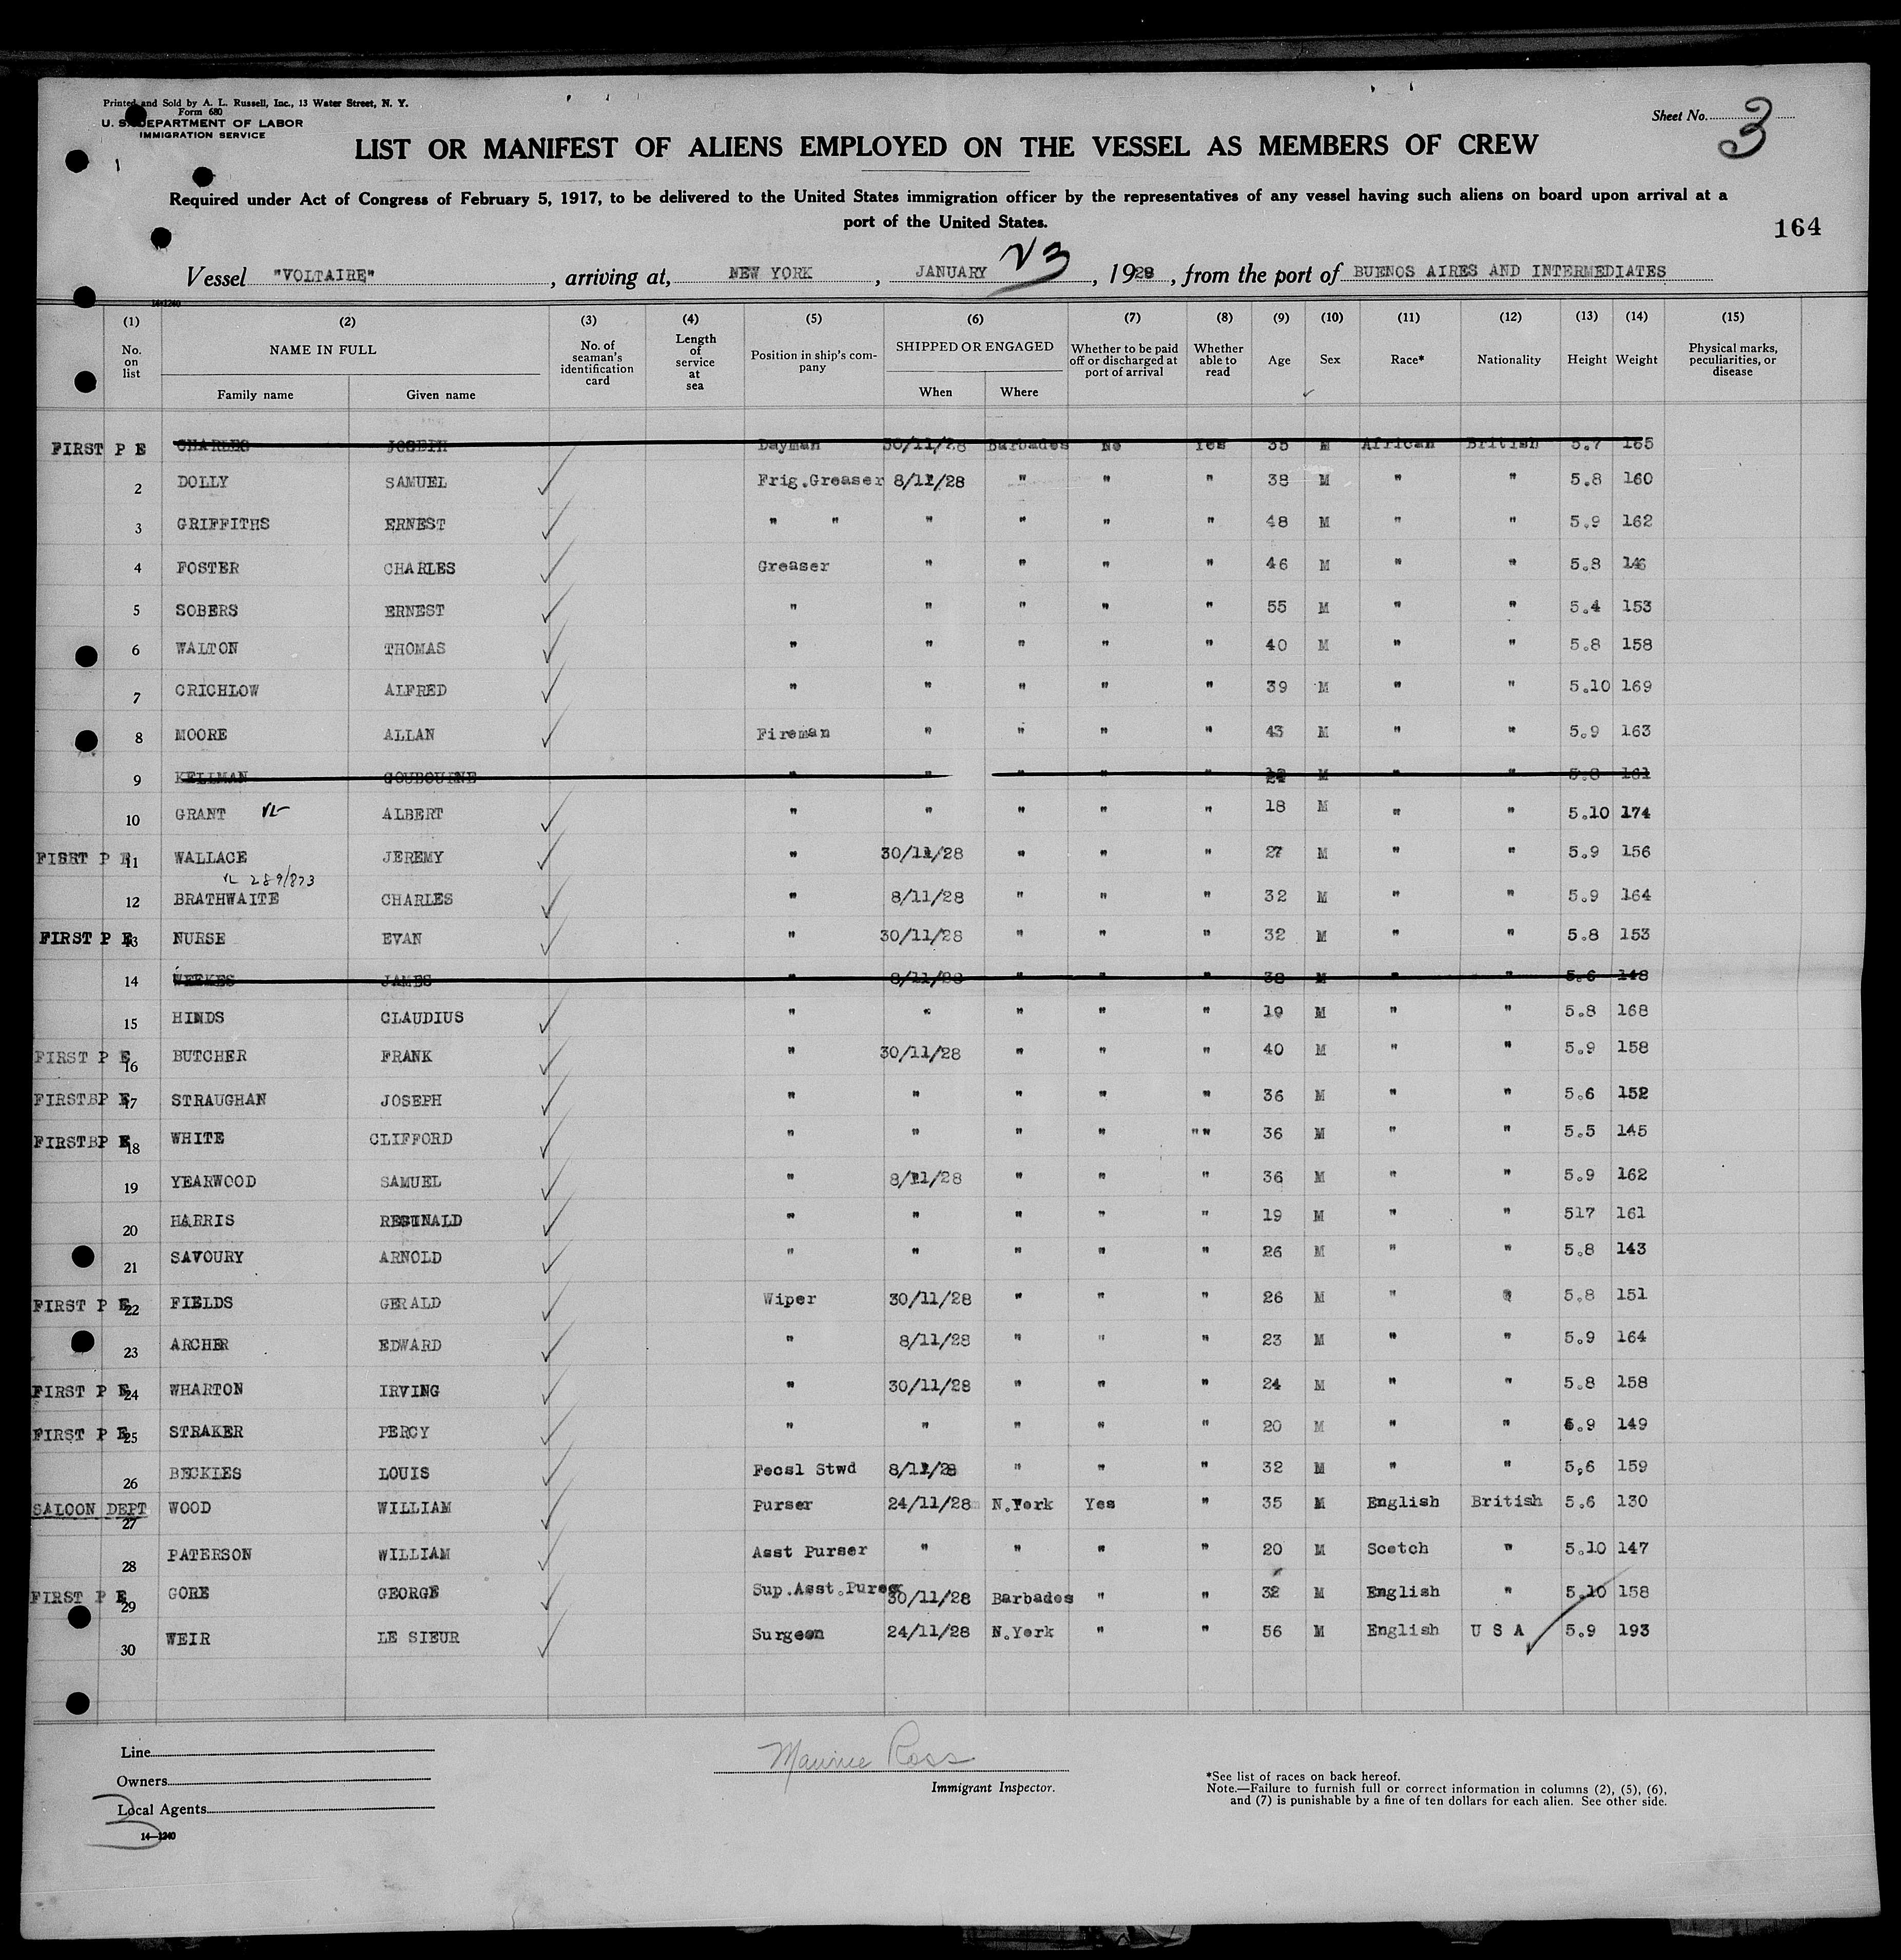 Printed and Sold by A. L. Russell, Inc., 13 Water Street, N. Y.
Form 680
U. S. DEPARTMENT OF LABOR
IMMIGRATION SERVICE
Sheet No. 3
LIST OR MANIFEST OF ALIENS EMPLOYED ON THE VESSEL AS MEMBERS OF CREW
Required under Act of Congress of February 5, 1917, to be delivered to the United States immigration officer by the representatives of any vessel having such aliens on board upon arrival at a
port of the United States.
164
Vessel "VOLTAIRE", arriving at, NEW YORK, JANUARY 3, 1928, from the port of BUENOS AIRES AND INTERMEDIATES
(1) (2) (3) (4) (5) (6) (7) (8) (9) (10) (11) (12) (13) (14) (15)
No. on list NAME IN FULL No. of seaman's identification card Length of service at sea Position in ship's company SHIPPED OR ENGAGED Whether to be paid off or discharged at port of arrival Whether able to read Age Sex Race* Nationality Height Weight Physical marks, peculiarities, or disease
Family name Given name When Where
FIRST P E CHARLES JOSEPH Dayman 30/11/28 Barbados No Yes 35 M African British 5.7 165
2 DOLLY SAMUEL Frig.Greaser 8/11/28 " " " 38 M " " 5.8 160
3 GRIFFITHS ERNEST " " " " " " 48 M " " 5.9 162
4 FOSTER CHARLES Greaser " " " " 46 M " " 5.8 146
5 SOBERS ERNEST " " " " " 55 M " " 5.4 153
6 WALTON THOMAS " " " " " 40 M " " 5.8 158
7 CRICHLOW ALFRED " " " " " 39 M " " 5.10 169
8 MOORE ALLAN Fireman " " " " 43 M " " 5.9 163
9 KELLMAN GOUBOURNE " " " " " M " " 5.8 161
10 GRANT ALBERT " " " " " 18 M " " 5.10 174
FISRT P E 11 WALLACE JEREMY " 30/11/28 " " " 27 M " " 5.9 156
289/873
12 BRATHWAITE CHARLES " 8/11/28 " " " 32 M " " 5.9 164
FIRST P E 13 NURSE EVAN " 30/11/28 " " " 32 M " " 5.8 153
14 WEEKES JAMES " 8/11/28 " " " 38 M " " 5.6 148
15 HINDS CLAUDIUS " " " " " 19 M " " 5.8 168
FIRST P E 16 BUTCHER FRANK " 30/11/28 " " " 40 M " " 5.9 158
FIRSTBP E 17 STRAUGHAN JOSEPH " " " " " 36 M " " 5.6 152
FIRSTBP E 18 WHITE CLIFFORD " " " " "" 36 M " " 5.5 145
19 YEARWOOD SAMUEL " 8/11/28 " " " 36 M " " 5.9 162
20 HARRIS REGINALD " " " " " 19 M " " 517 161
21 SAVOURY ARNOLD " " " " " 26 M " " 5.8 143
FIRST P E 22 FIELDS GERALD Wiper 30/11/28 " " " 26 M " " 5.8 151
23 ARCHER EDWARD " 8/11/28 " " " 23 M " " 5.9 164
FIRST P E 24 WHARTON IRVING " 30/11/28 " " " 24 M " " 5.8 158
FIRST P E 25 STRAKER PERCY " " " " " 20 M " " 5.9 149
26 BECKLES LOUIS Focsl Stwd 8/11/28 " " " 32 M " " 5,6 159
SALOON DEPT 27 WOOD WILLIAM Purser 24/11/28 N.York Yes " 35 M English British 5.6 130
28 PATERSON WILLIAM Asst Purser " " " " 20 M Scotch " 5.10 147
FIRST P E 29 GORE GEORGE Sup.Asst.Purser 30/11/28 Barbados " " 32 M English " 5.10 158
30 WEIR LE SIEUR Surgeon 24/11/28 N.York " " 56 M English U S A 5.9 193
Line
Owners
Local Agents
14—1240
Maurice Ross
Immigrant Inspector.
*See list of races on back hereof.
Note.—Failure to furnish full or correct information in columns (2), (5), (6),
and (7) is punishable by a fine of ten dollars for each alien. See other side.